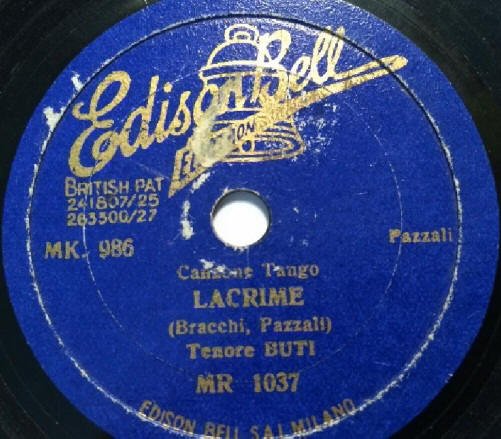 Edison Bell
BRITISH PAT
241807/25
283500/27
MK. 986
Pazzali
Canzone Tango
LACRIME
(Bracchi, Pazzali)
Tenore BUTI
MR 1037
EDISON BELL S.A.I. MILANO